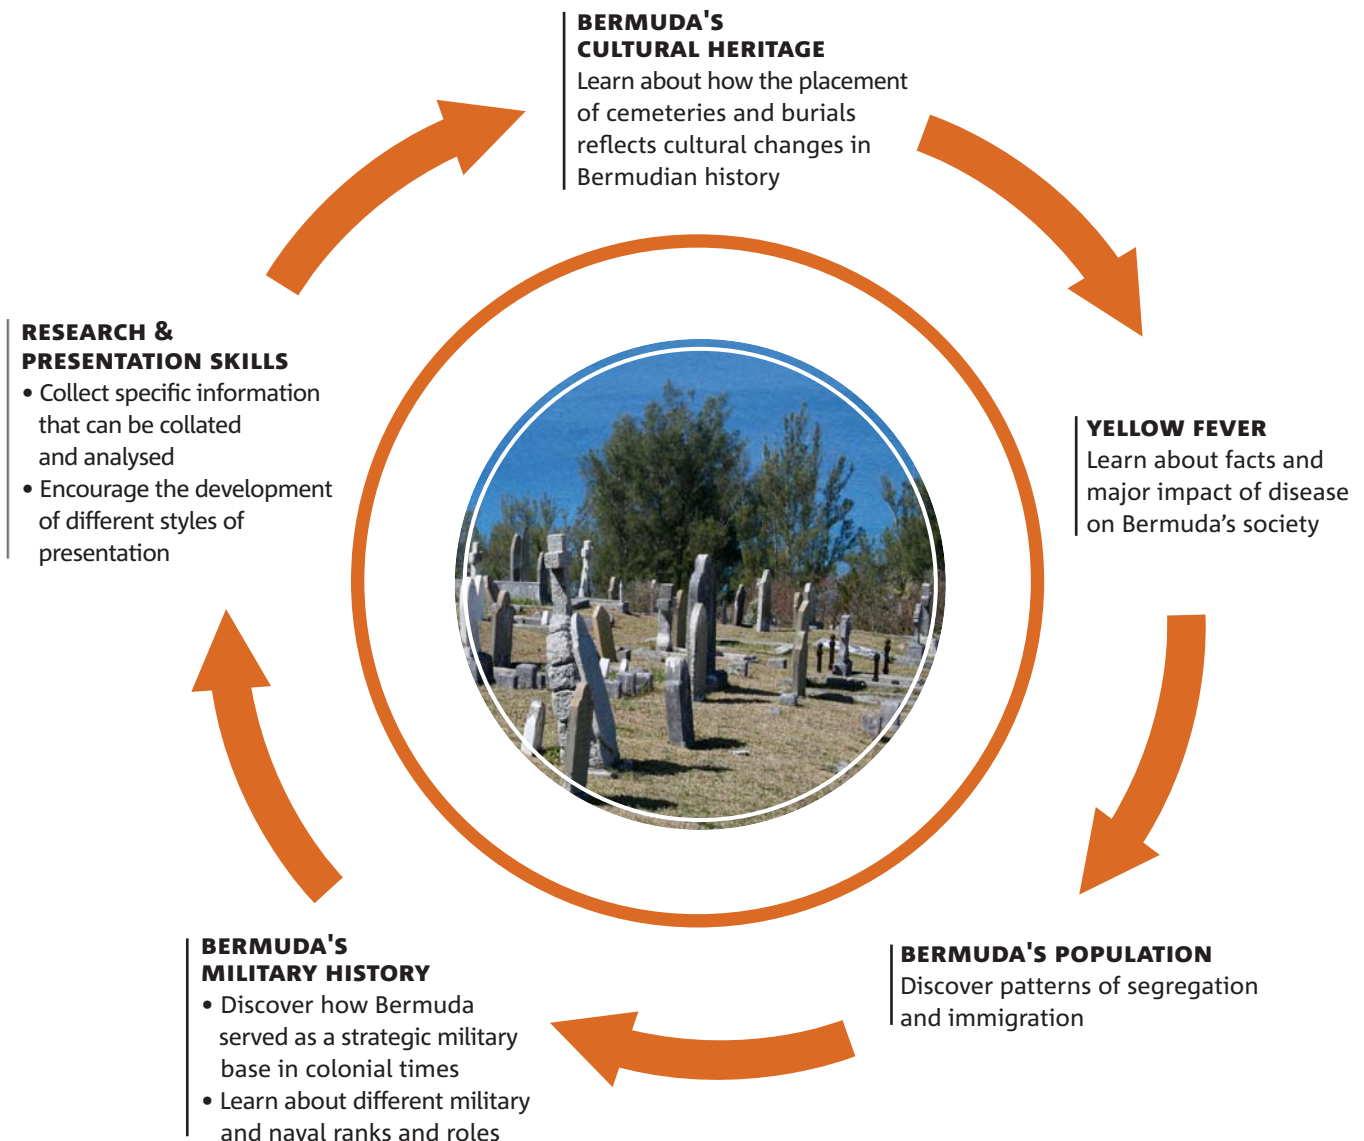 BERMUDA'S
CULTURAL HERITAGE
Learn about how the placement
of cemeteries and burials
reflects cultural changes in
Bermudian history
YELLOW FEVER
Learn about facts and
major impact of disease
on Bermuda’s society
BERMUDA'S POPULATION
Discover patterns of segregation
and immigration
BERMUDA'S
MILITARY HISTORY
• Discover how Bermuda
served as a strategic military
base in colonial times
• Learn about different military
and naval ranks and roles
RESEARCH &
PRESENTATION SKILLS
• Collect specific information
that can be collated
and analysed
• Encourage the development
of different styles of
presentation